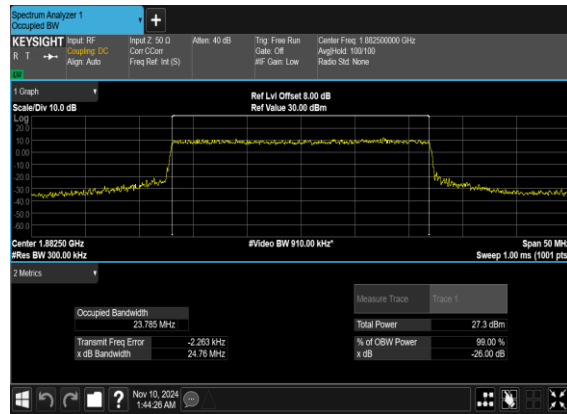 Spectrum Analyzer 1
Occupied BW
+
KEYSIGHT Input: RF Input Z: 50 Ω Atten: 40 dB Trig: Free Run Center Freq: 1.882500000 GHz
R T Coupling: DC Corr CCorr Gate: Off Avg|Hold: 100/100
Align: Auto Freq Ref: Int (S) #IF Gain: Low Radio Std: None
LW
1 Graph
Ref Lvl Offset 8.00 dB
Scale/Div 10.0 dB Ref Value 30.00 dBm
Log
20.0
10.0
0.00
-10.0
-20.0
-30.0
-40.0
-50.0
-60.0
Center 1.88250 GHz #Video BW 910.00 kHz* Span 50 MHz
#Res BW 300.00 kHz Sweep 1.00 ms (1001 pts
2 Metrics
Measure Trace Trace 1
Occupied Bandwidth
23.785 MHz Total Power 27.3 dBm
Transmit Freq Error -2.263 kHz % of OBW Power 99.00 %
x dB Bandwidth 24.76 MHz x dB -26.00 dB
? Nov 10, 2024
1:44:26 AM